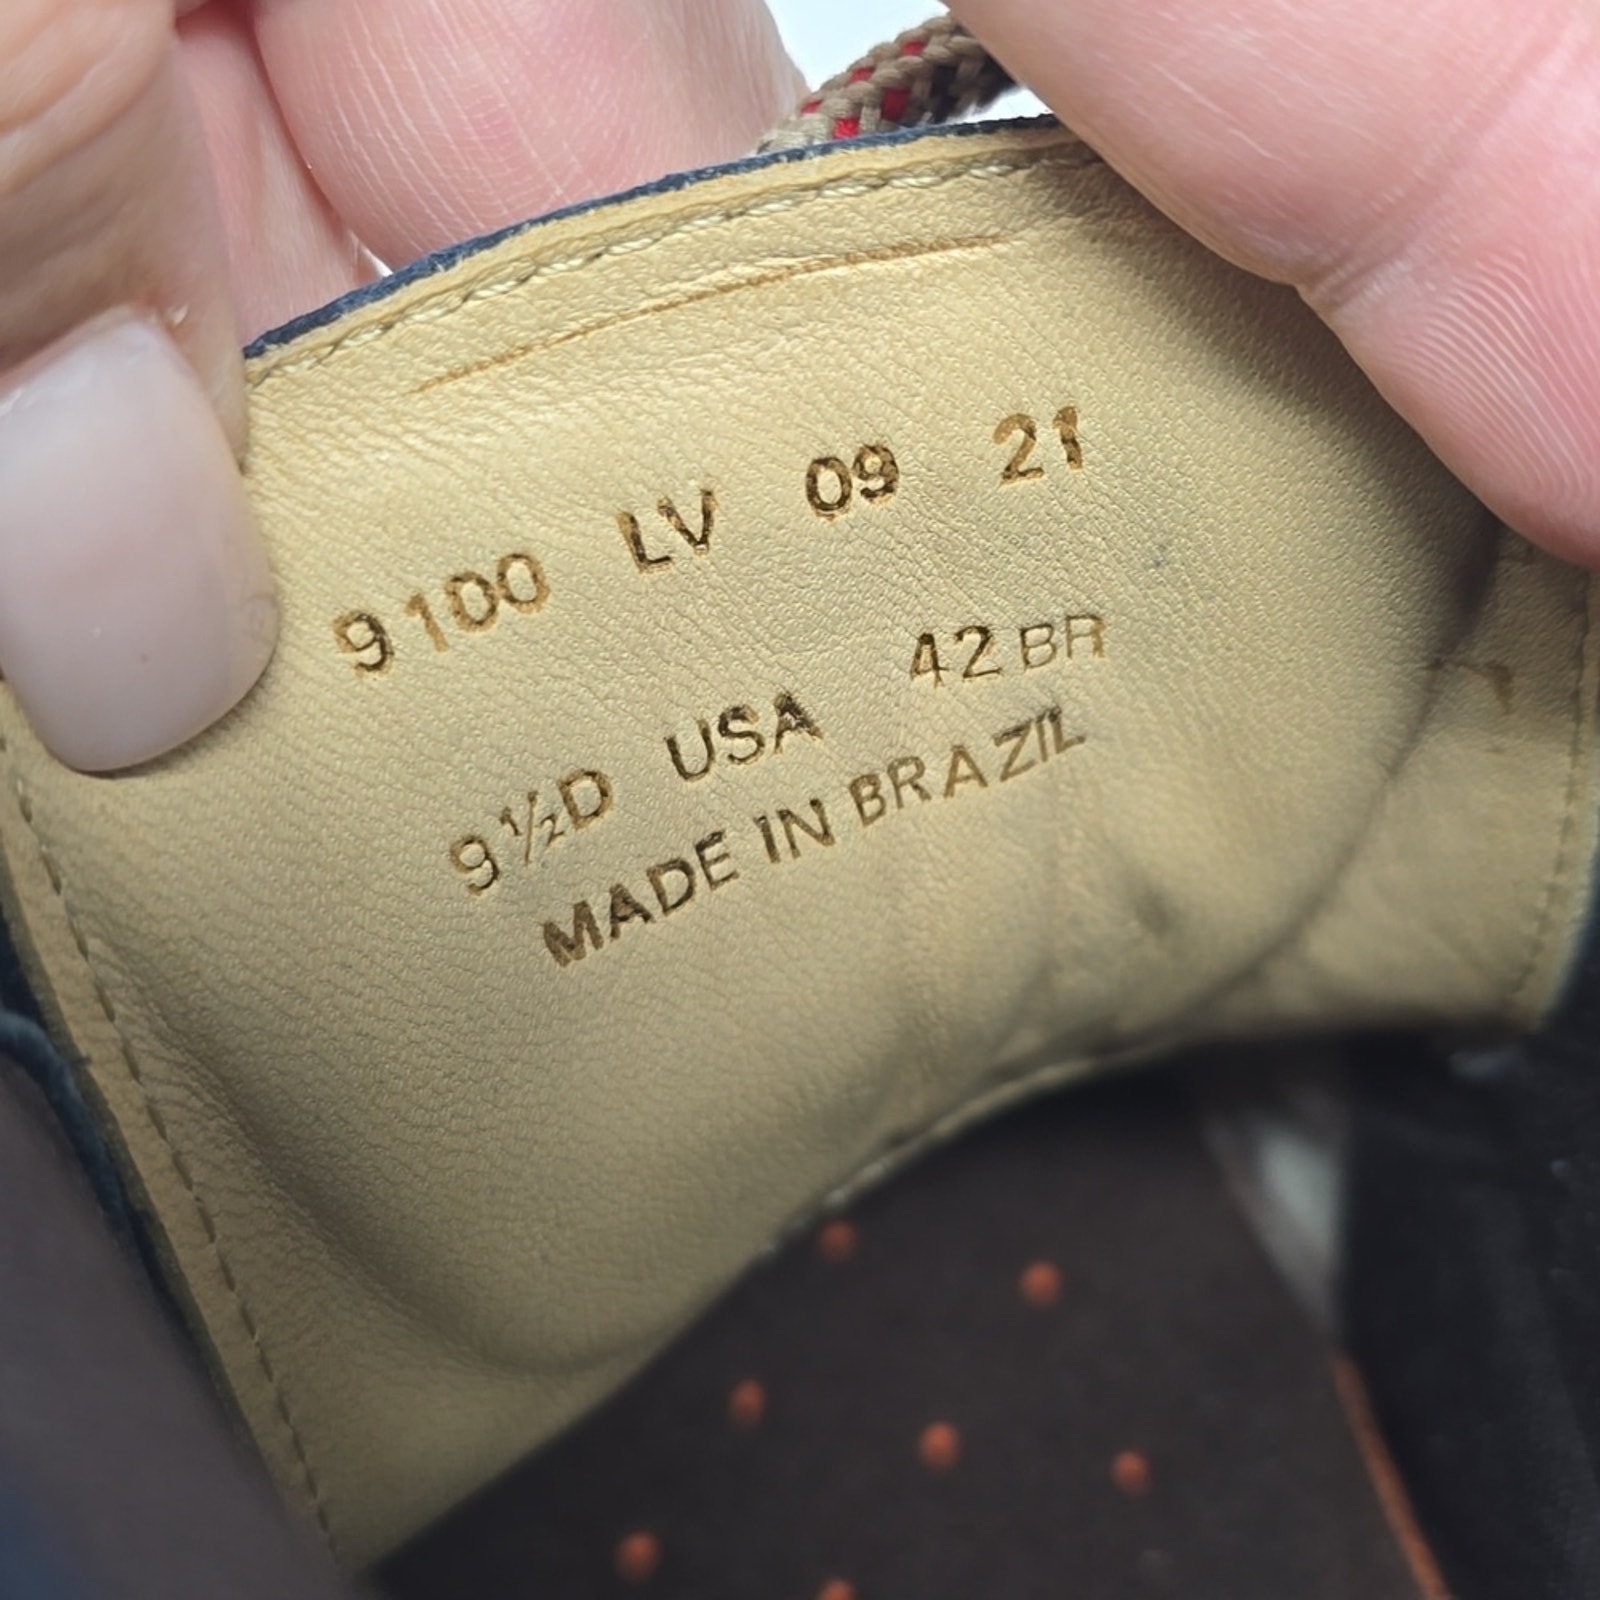 9100 LV 09 21
9½D USA 42BR
MADE IN BRAZIL